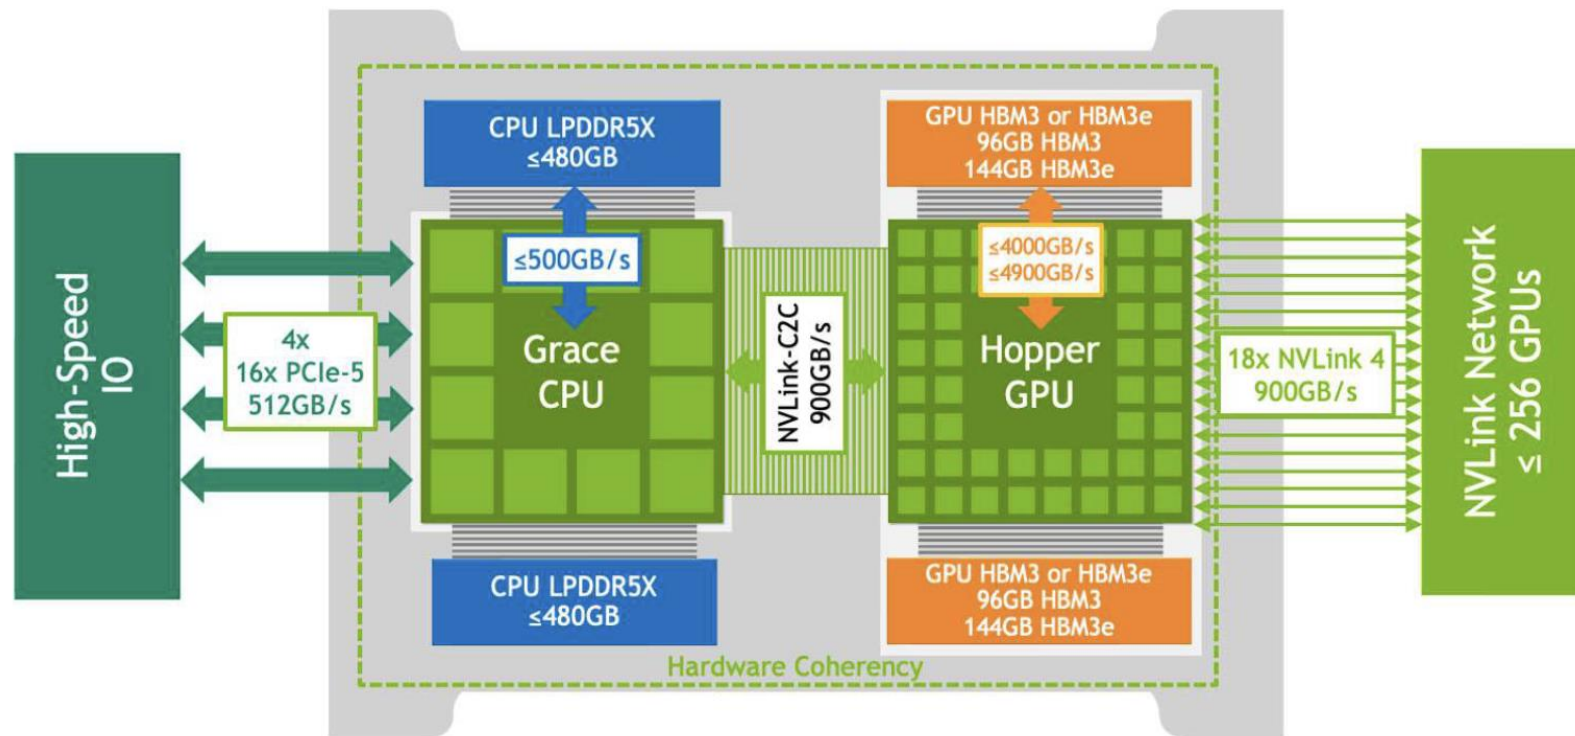 High-Speed
IO
4x
16x PCIe-5
512GB/s
CPU LPDDR5X
≤480GB
≤500GB/s
Grace
CPU
CPU LPDDR5X
≤480GB
NVLink-C2C
900GB/s
GPU HBM3 or HBM3e
96GB HBM3
144GB HBM3e
≤4000GB/s
≤4900GB/s
Hopper
GPU
GPU HBM3 or HBM3e
96GB HBM3
144GB HBM3e
Hardware Coherency
18x NVLink 4
900GB/s
NVLink Network
≤ 256 GPUs